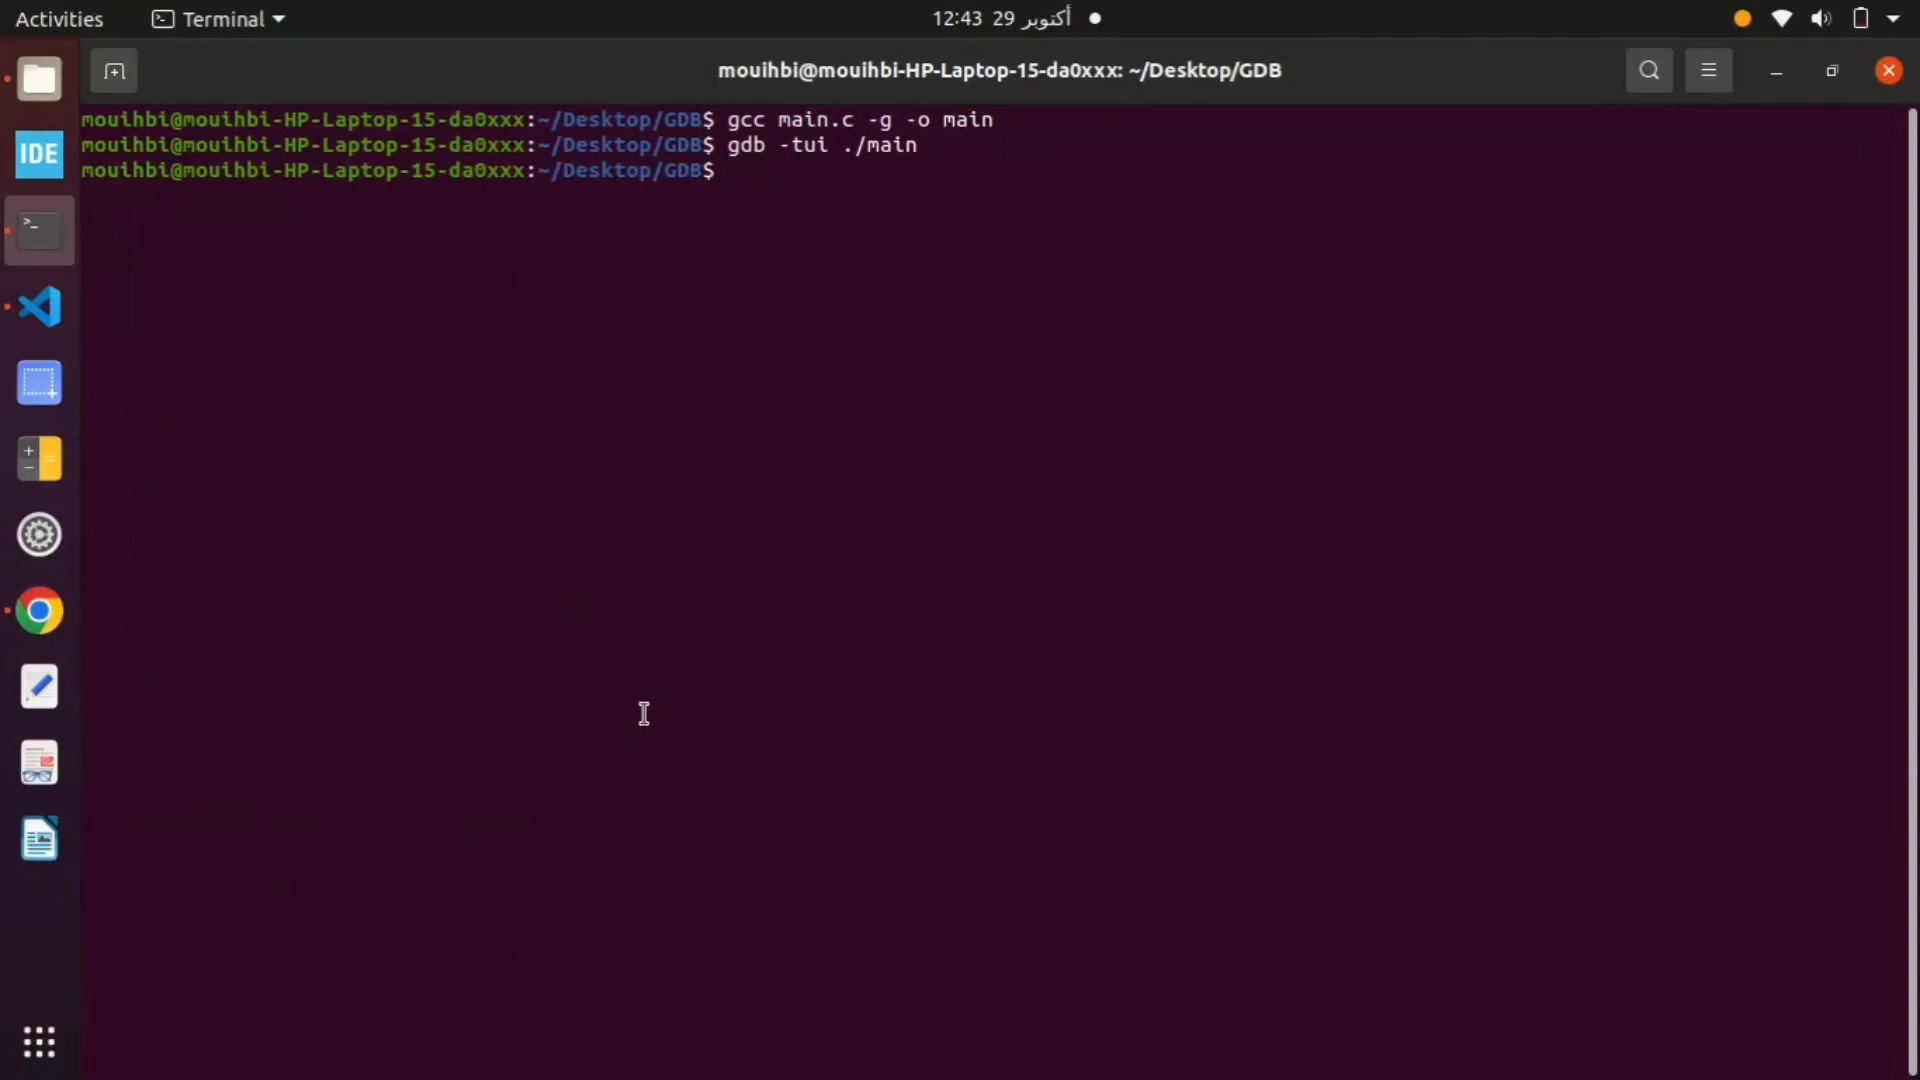 Activities
Terminal
29 أكتوبر 12:43
mouihbi@mouihbi-HP-Laptop-15-da0xxx: ~/Desktop/GDB
mouihbi@mouihbi-HP-Laptop-15-da0xxx:~/Desktop/GDB$ gcc main.c -g -o main
mouihbi@mouihbi-HP-Laptop-15-da0xxx:~/Desktop/GDB$ gdb -tui ./main
mouihbi@mouihbi-HP-Laptop-15-da0xxx:~/Desktop/GDB$
IDE